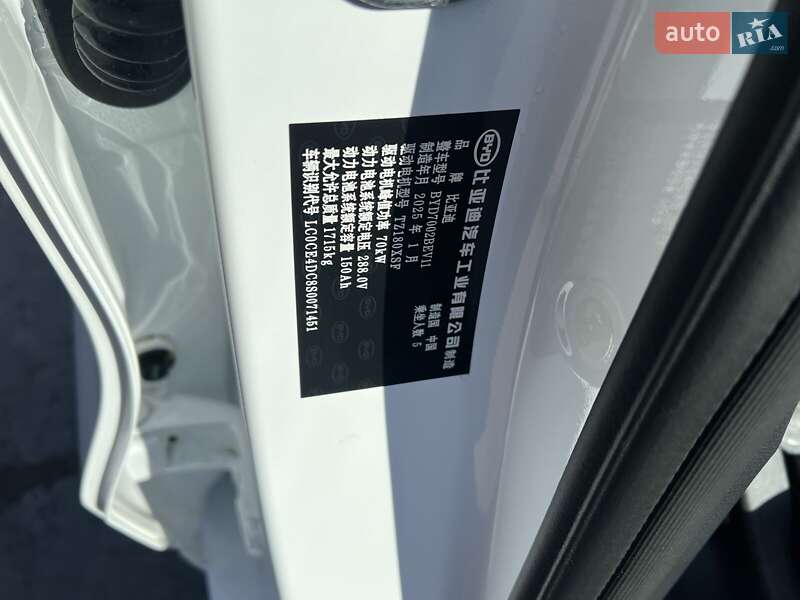 auto RIA .com
BYD 比亚迪汽车工业有限公司制造
品 牌 比亚迪 制造国 中国
整车型号 BYD7002BEV11 乘坐人数 5
制造年月 2025 年 1 月
驱动电机型号 TZ180XSF
驱动电机峰值功率 70kW
动力电池系统额定电压 288.0V
动力电池系统额定容量 150Ah
最大允许总质量 1715kg
车辆识别代号 LC0CE4DC8S0071451